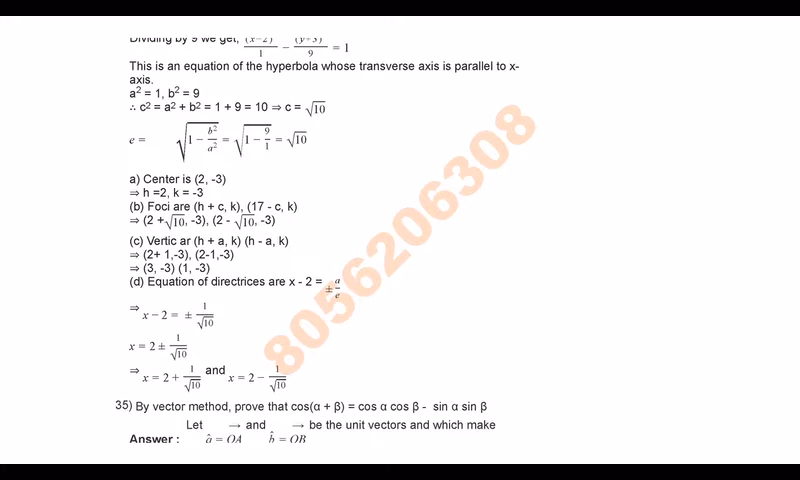 Dividing by 9 we get, (x−2)/1 − (y+3)/9 = 1
This is an equation of the hyperbola whose transverse axis is parallel to x-
axis.
a² = 1, b² = 9
∴ c² = a² + b² = 1 + 9 = 10 ⇒ c = √10
e = √(1 − b²/a²) = √(1 − 9/1) = √10
a) Center is (2, -3)
⇒ h =2, k = -3
(b) Foci are (h + c, k), (17 - c, k)
⇒ (2 +√10, -3), (2 - √10, -3)
(c) Vertic ar (h + a, k) (h - a, k)
⇒ (2+ 1,-3), (2-1,-3)
⇒ (3, -3) (1, -3)
(d) Equation of directrices are x - 2 = ± a/e
⇒ x − 2 = ± 1/√10
x = 2 ± 1/√10
⇒ x = 2 + 1/√10 and x = 2 − 1/√10
35) By vector method, prove that cos(α + β) = cos α cos β - sin α sin β
Let → and → be the unit vectors and which make
Answer : â = OA b̂ = OB
8056206308